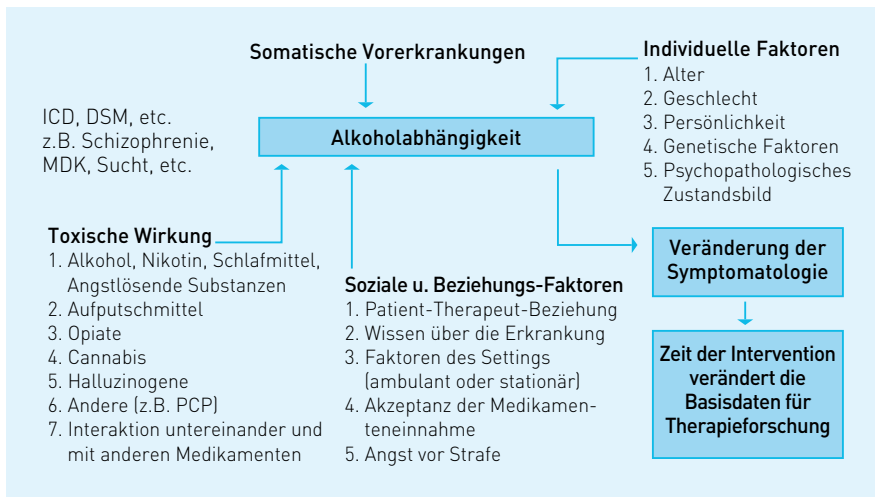 Somatische Vorerkrankungen
Individuelle Faktoren
1. Alter
2. Geschlecht
3. Persönlichkeit
4. Genetische Faktoren
5. Psychopathologisches
Zustandsbild
ICD, DSM, etc.
z.B. Schizophrenie,
MDK, Sucht, etc.
Alkoholabhängigkeit
Toxische Wirkung
1. Alkohol, Nikotin, Schlafmittel,
Angstlösende Substanzen
2. Aufputschmittel
3. Opiate
4. Cannabis
5. Halluzinogene
6. Andere (z.B. PCP)
7. Interaktion untereinander und
mit anderen Medikamenten
Soziale u. Beziehungs-Faktoren
1. Patient-Therapeut-Beziehung
2. Wissen über die Erkrankung
3. Faktoren des Settings
(ambulant oder stationär)
4. Akzeptanz der Medikamen-
teneinnahme
5. Angst vor Strafe
Veränderung der
Symptomatologie
Zeit der Intervention
verändert die
Basisdaten für
Therapieforschung